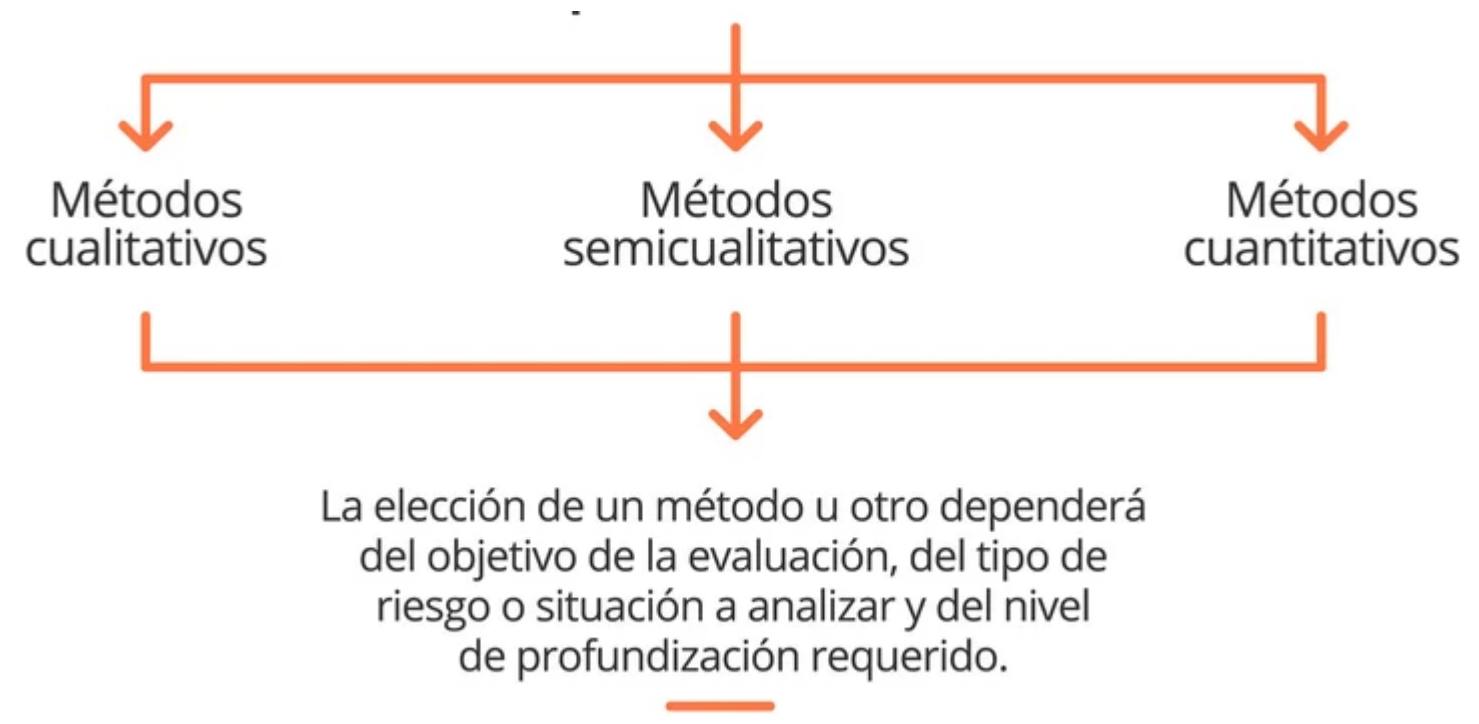 Métodos
cualitativos
Métodos
semicualitativos
Métodos
cuantitativos
La elección de un método u otro dependerá
del objetivo de la evaluación, del tipo de
riesgo o situación a analizar y del nivel
de profundización requerido.